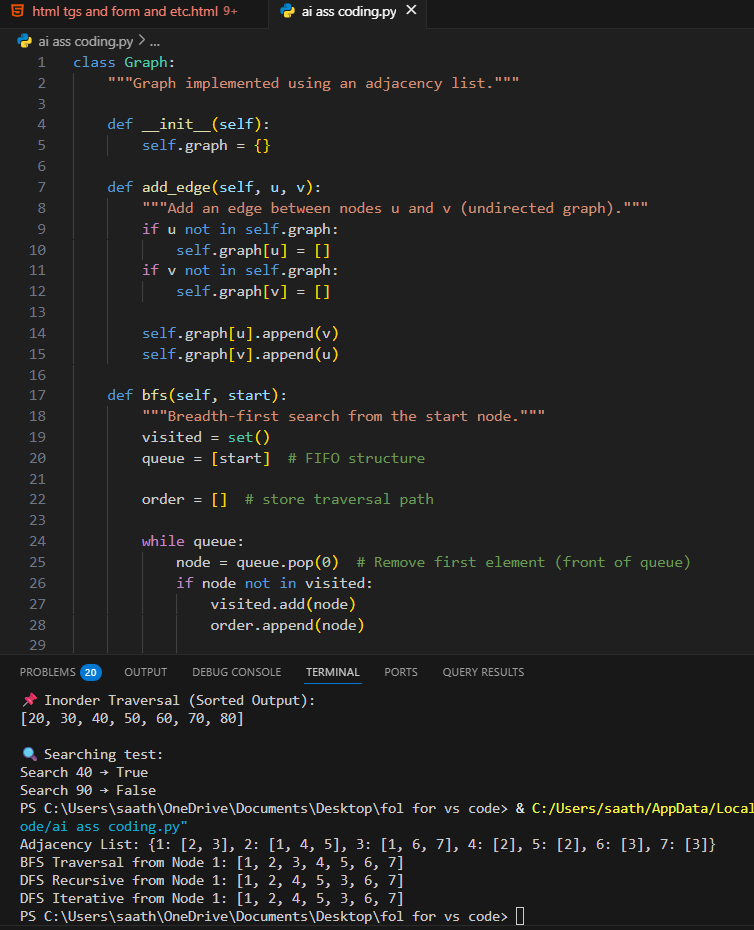 html tgs and form and etc.html 9+ ai ass coding.py ×
ai ass coding.py > ...
1 class Graph:
2     """Graph implemented using an adjacency list."""
3
4     def __init__(self):
5         self.graph = {}
6
7     def add_edge(self, u, v):
8         """Add an edge between nodes u and v (undirected graph)."""
9         if u not in self.graph:
10             self.graph[u] = []
11         if v not in self.graph:
12             self.graph[v] = []
13
14         self.graph[u].append(v)
15         self.graph[v].append(u)
16
17     def bfs(self, start):
18         """Breadth-first search from the start node."""
19         visited = set()
20         queue = [start]  # FIFO structure
21
22         order = []  # store traversal path
23
24         while queue:
25             node = queue.pop(0)  # Remove first element (front of queue)
26             if node not in visited:
27                 visited.add(node)
28                 order.append(node)
29
PROBLEMS 20 OUTPUT DEBUG CONSOLE TERMINAL PORTS QUERY RESULTS
📌 Inorder Traversal (Sorted Output):
[20, 30, 40, 50, 60, 70, 80]
🔍 Searching test:
Search 40 → True
Search 90 → False
PS C:\Users\saath\OneDrive\Documents\Desktop\fol for vs code> & C:/Users/saath/AppData/Local
ode/ai ass coding.py"
Adjacency List: {1: [2, 3], 2: [1, 4, 5], 3: [1, 6, 7], 4: [2], 5: [2], 6: [3], 7: [3]}
BFS Traversal from Node 1: [1, 2, 3, 4, 5, 6, 7]
DFS Recursive from Node 1: [1, 2, 4, 5, 3, 6, 7]
DFS Iterative from Node 1: [1, 2, 4, 5, 3, 6, 7]
PS C:\Users\saath\OneDrive\Documents\Desktop\fol for vs code>